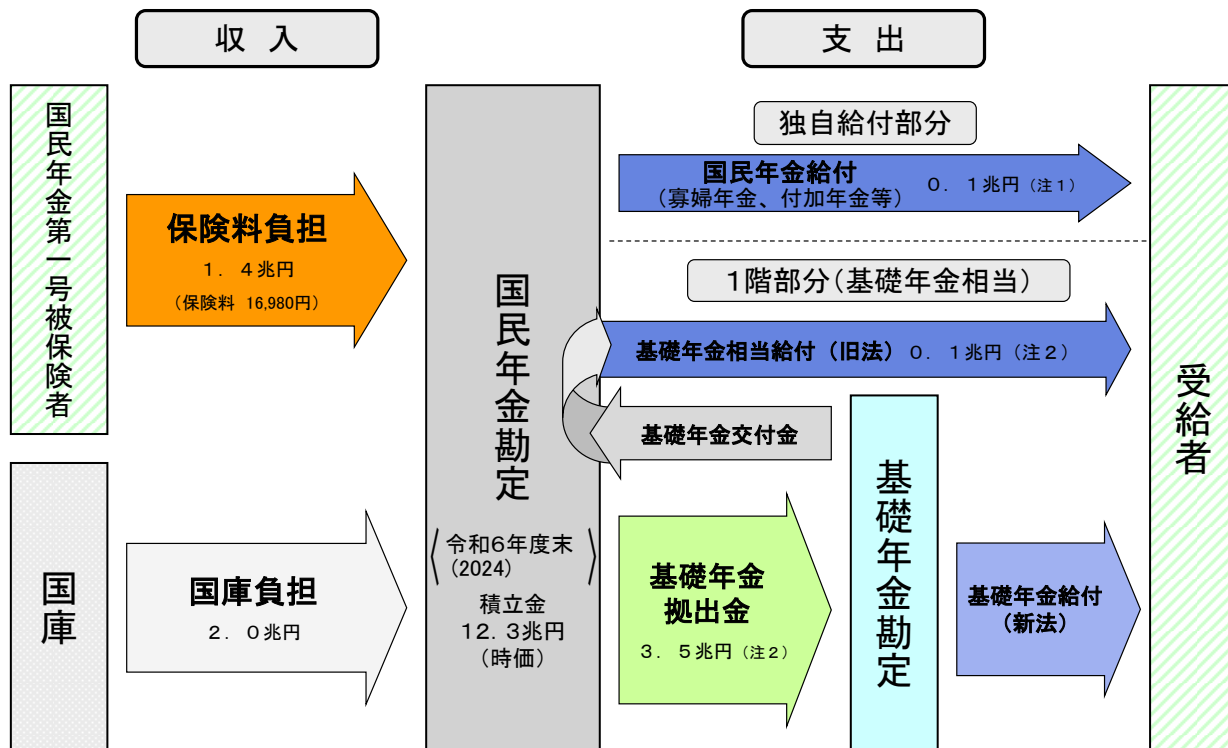 収 入
支 出
国民年金第一号被保険者
保険料負担
１．４兆円
（保険料 16,980円）
国庫
国庫負担
２．０兆円
国民年金勘定
令和６年度末
(2024)
積立金
12.3兆円
（時価）
独自給付部分
国民年金給付 ０．１兆円（注１）
（寡婦年金、付加年金等）
１階部分（基礎年金相当）
基礎年金相当給付（旧法）０．１兆円（注２）
基礎年金交付金
基礎年金
拠出金
３．５兆円（注２）
基礎年金勘定
基礎年金給付
（新法）
受給者